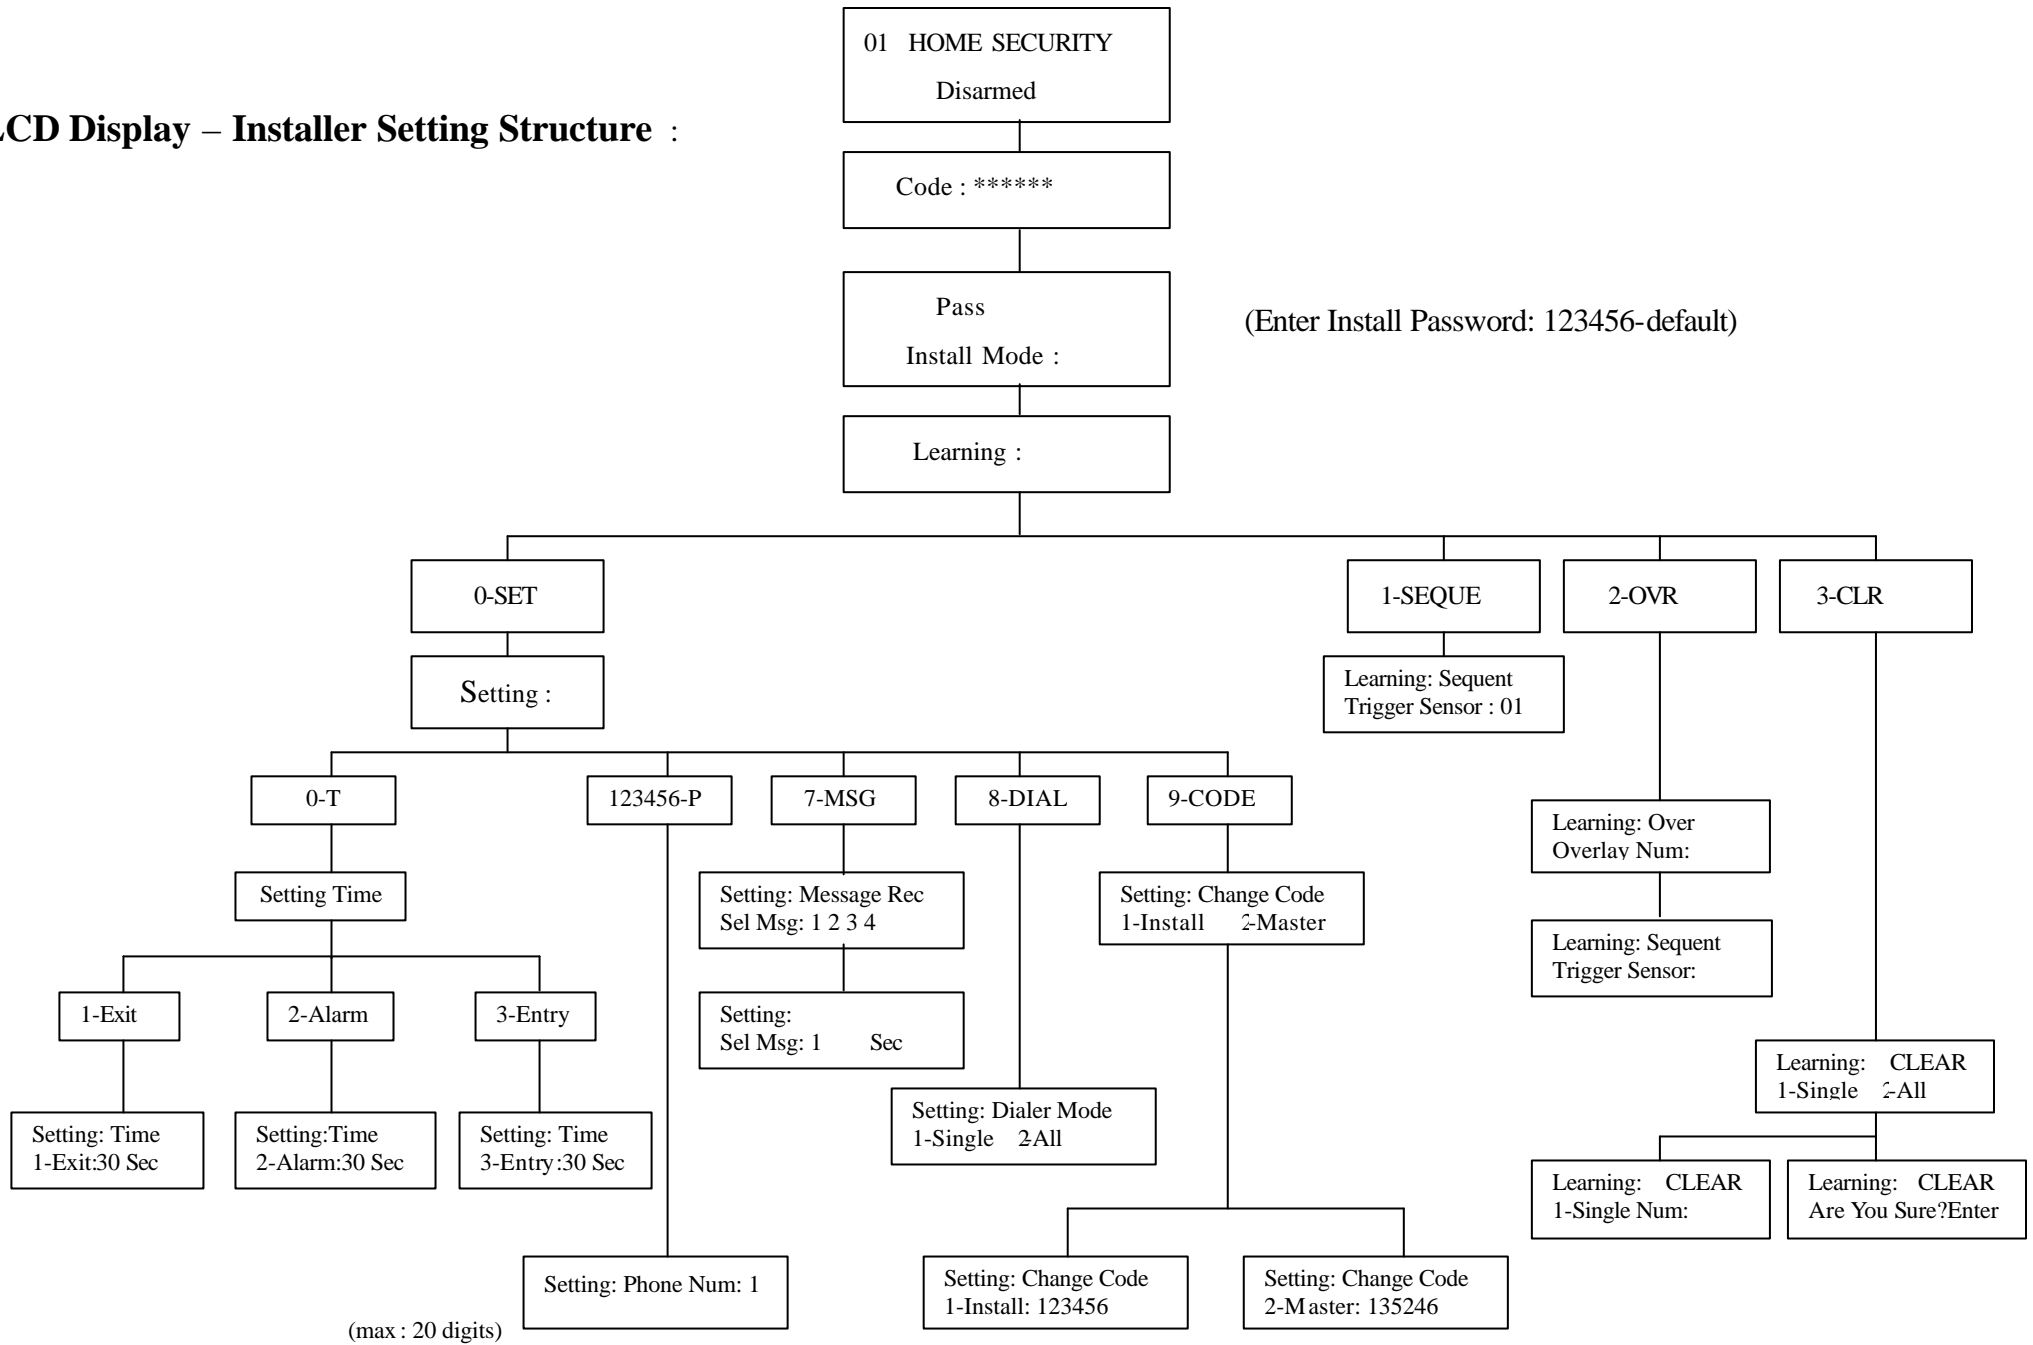 01 HOME SECURITY
Disarmed
LCD Display – Installer Setting Structure :
Code : ******
Pass
Install Mode :
(Enter Install Password: 123456-default)
Learning :
0-SET
1-SEQUE
2-OVR
3-CLR
Setting :
Learning: Sequent
Trigger Sensor : 01
0-T
123456-P
7-MSG
8-DIAL
9-CODE
Learning: Over
Overlay Num:
Setting Time
Setting: Message Rec
Sel Msg: 1 2 3 4
Setting: Change Code
1-Install 2-Master
Learning: Sequent
Trigger Sensor:
1-Exit
2-Alarm
3-Entry
Setting:
Sel Msg: 1 Sec
Learning: CLEAR
1-Single 2-All
Setting: Time
1-Exit:30 Sec
Setting:Time
2-Alarm:30 Sec
Setting: Time
3-Entry:30 Sec
Setting: Dialer Mode
1-Single 2-All
Learning: CLEAR
1-Single Num:
Learning: CLEAR
Are You Sure?Enter
Setting: Phone Num: 1
Setting: Change Code
1-Install: 123456
Setting: Change Code
2-Master: 135246
(max : 20 digits)